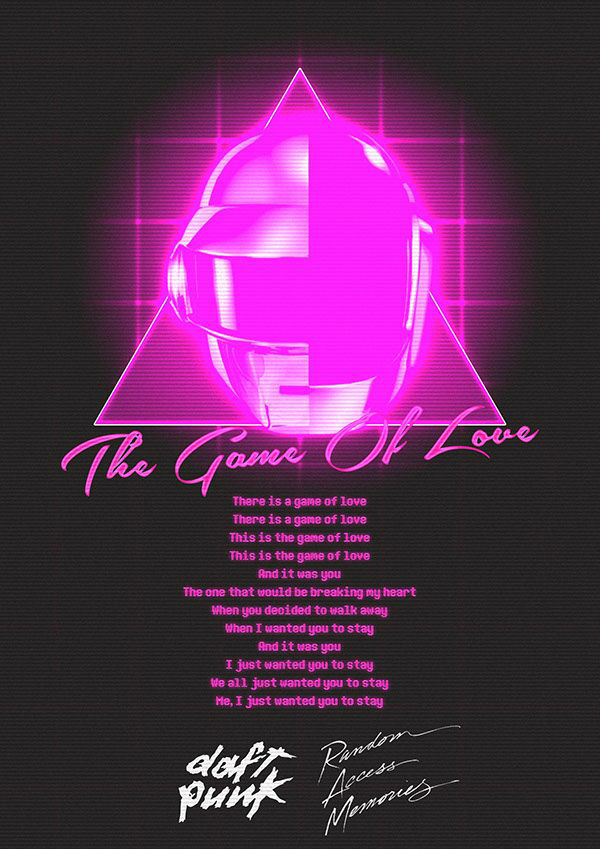 The Game Of Love
There is a game of love
There is a game of love
This is the game of love
This is the game of love
And it was you
The one that would be breaking my heart
When you decided to walk away
When I wanted you to stay
And it was you
I just wanted you to stay
We all just wanted you to stay
Me, I just wanted you to stay
daft
punk
Random
Access
Memories